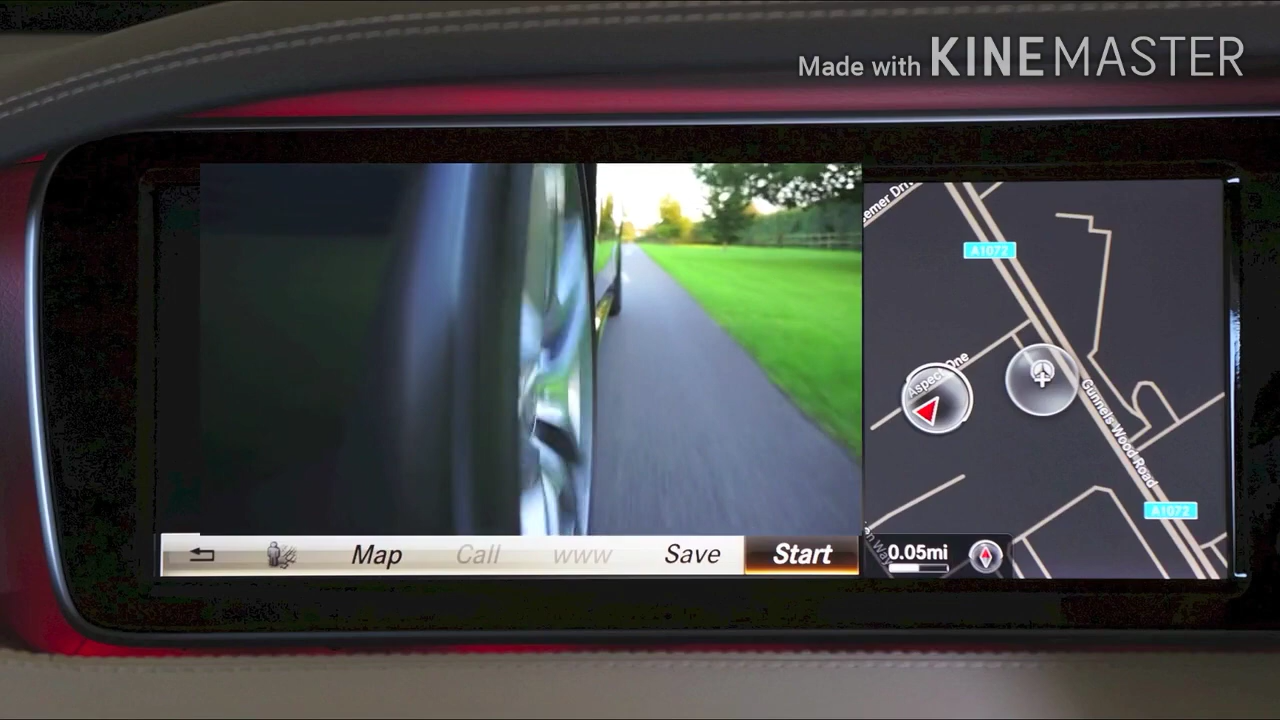 Made with KINEMASTER
A1072
Aspect One
Gunnels Wood Road
A1072
0.05mi
Map Call www Save Start